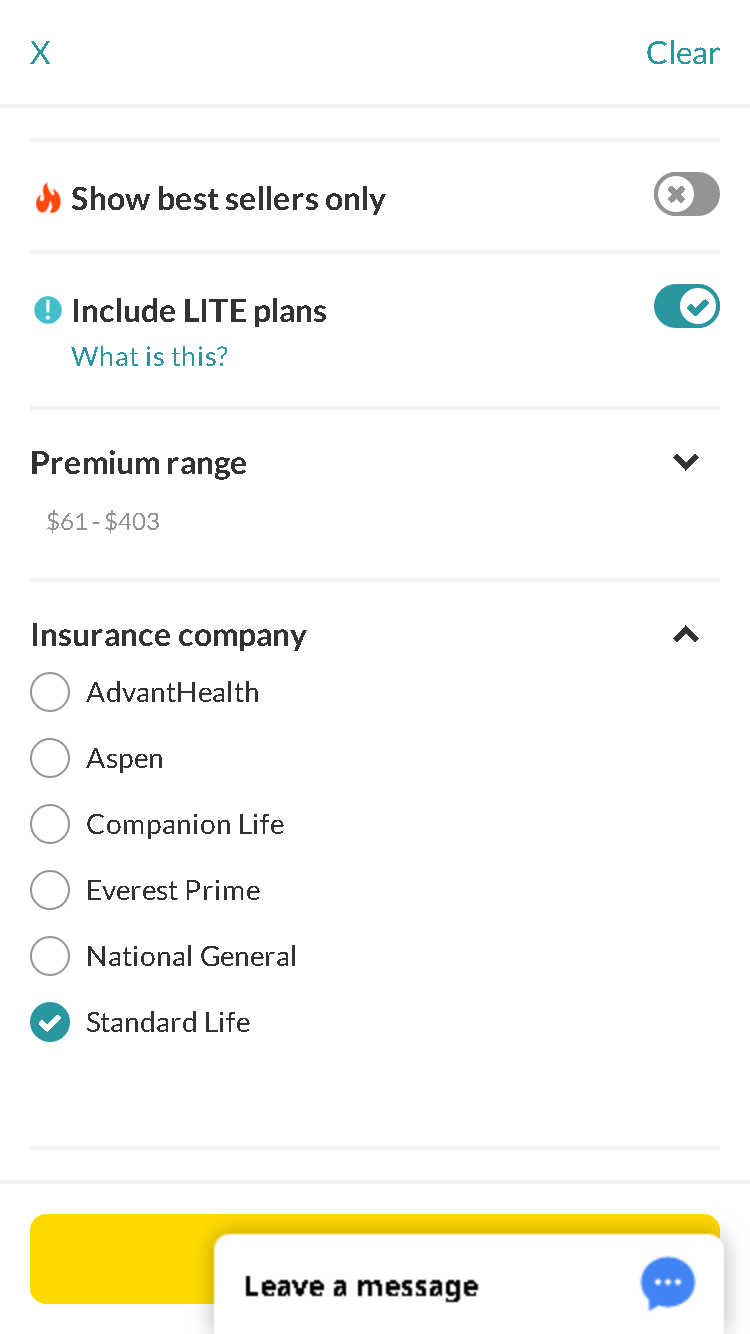 X
Clear
Show best sellers only
Include LITE plans
What is this?
Premium range
$61 - $403
Insurance company
AdvantHealth
Aspen
Companion Life
Everest Prime
National General
Standard Life
Leave a message